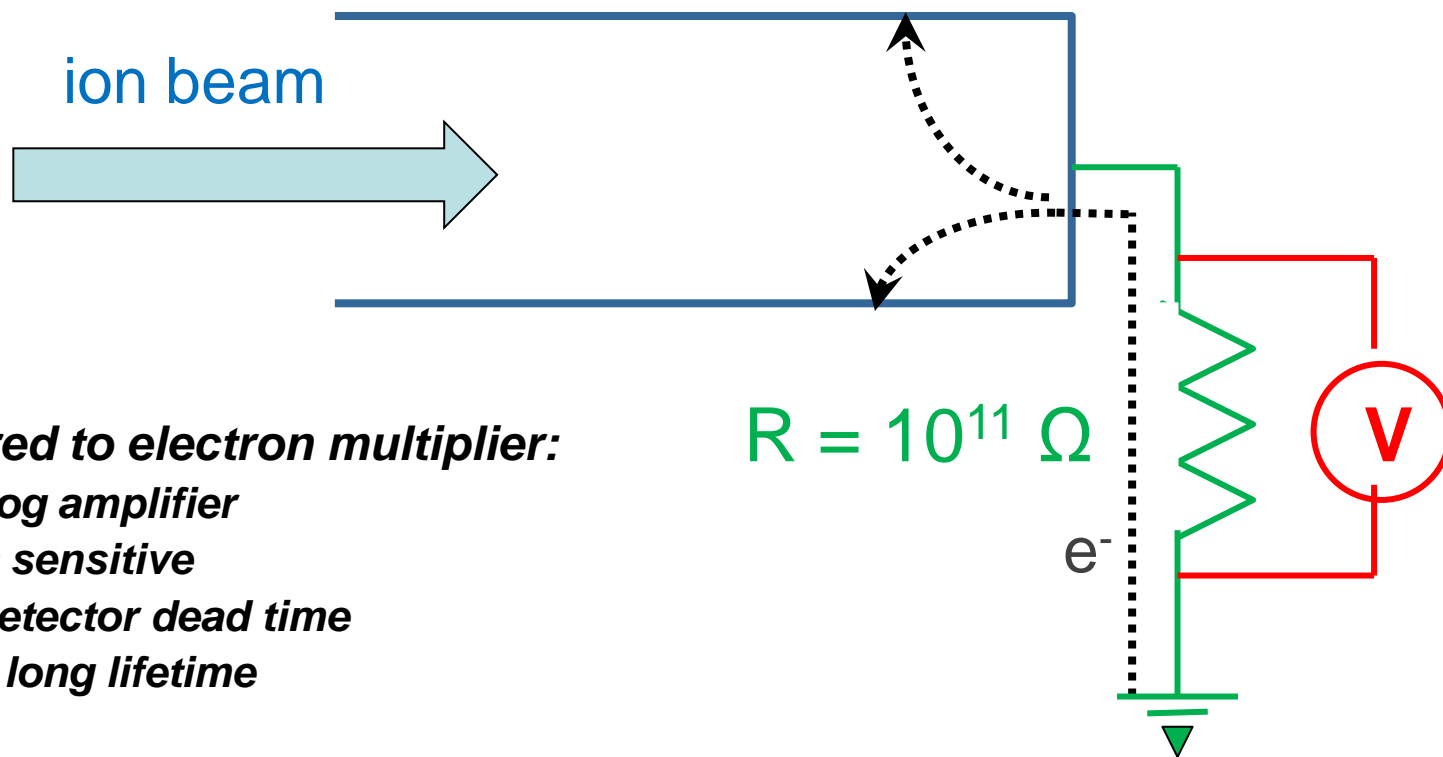 ion beam
red to electron multiplier:
og amplifier
sensitive
etector dead time
long lifetime
R = 10¹¹ Ω
V
e⁻